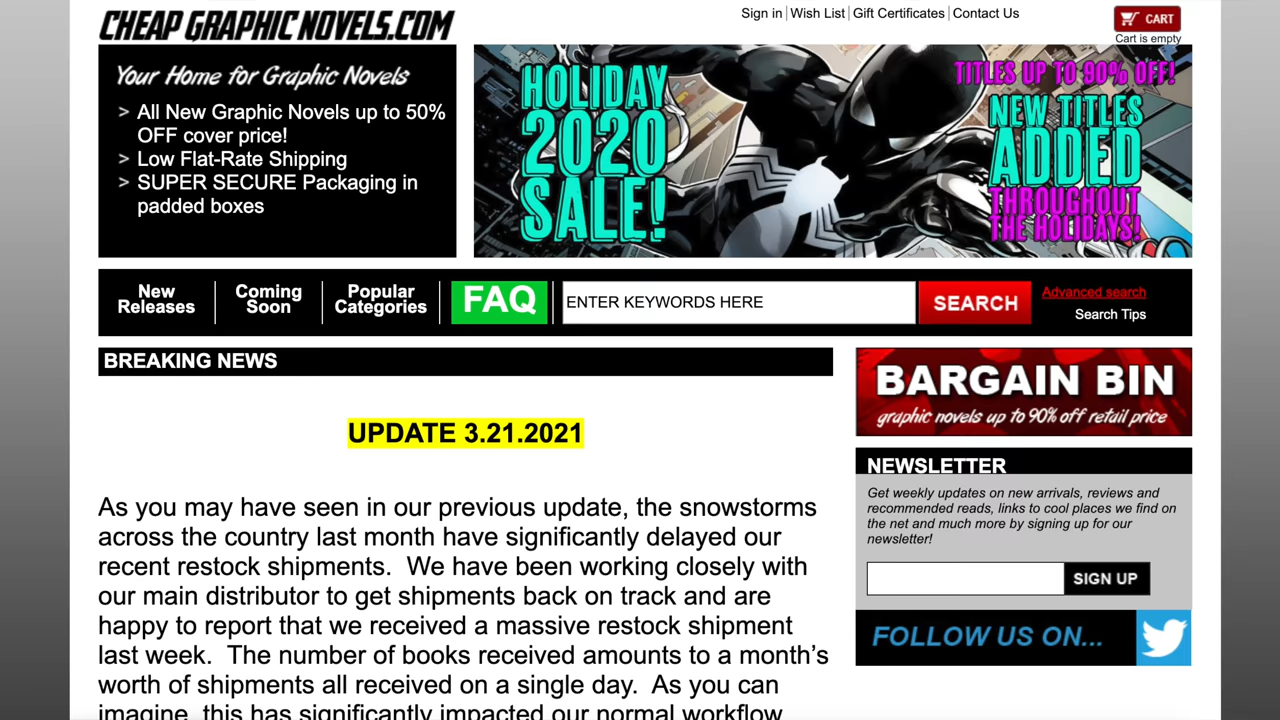 CHEAP GRAPHIC NOVELS.COM
Sign in | Wish List | Gift Certificates | Contact Us
CART
Cart is empty
Your Home for Graphic Novels
> All New Graphic Novels up to 50%
OFF cover price!
> Low Flat-Rate Shipping
> SUPER SECURE Packaging in
padded boxes
HOLIDAY
2020
SALE!
TITLES UP TO 90% OFF!
NEW TITLES
ADDED
THROUGHOUT
THE HOLIDAYS!
New
Releases
Coming
Soon
Popular
Categories
FAQ
ENTER KEYWORDS HERE
SEARCH
Advanced search
Search Tips
BREAKING NEWS
UPDATE 3.21.2021
As you may have seen in our previous update, the snowstorms
across the country last month have significantly delayed our
recent restock shipments.  We have been working closely with
our main distributor to get shipments back on track and are
happy to report that we received a massive restock shipment
last week.  The number of books received amounts to a month's
worth of shipments all received on a single day.  As you can
imagine, this has significantly impacted our normal workflow
BARGAIN BIN
graphic novels up to 90% off retail price
NEWSLETTER
Get weekly updates on new arrivals, reviews and
recommended reads, links to cool places we find on
the net and much more by signing up for our
newsletter!
SIGN UP
FOLLOW US ON...